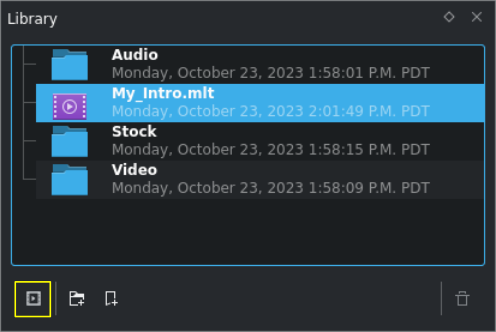 Library
Audio
Monday, October 23, 2023 1:58:01 P.M. PDT
My_Intro.mlt
Monday, October 23, 2023 2:01:49 P.M. PDT
Stock
Monday, October 23, 2023 1:58:15 P.M. PDT
Video
Monday, October 23, 2023 1:58:09 P.M. PDT